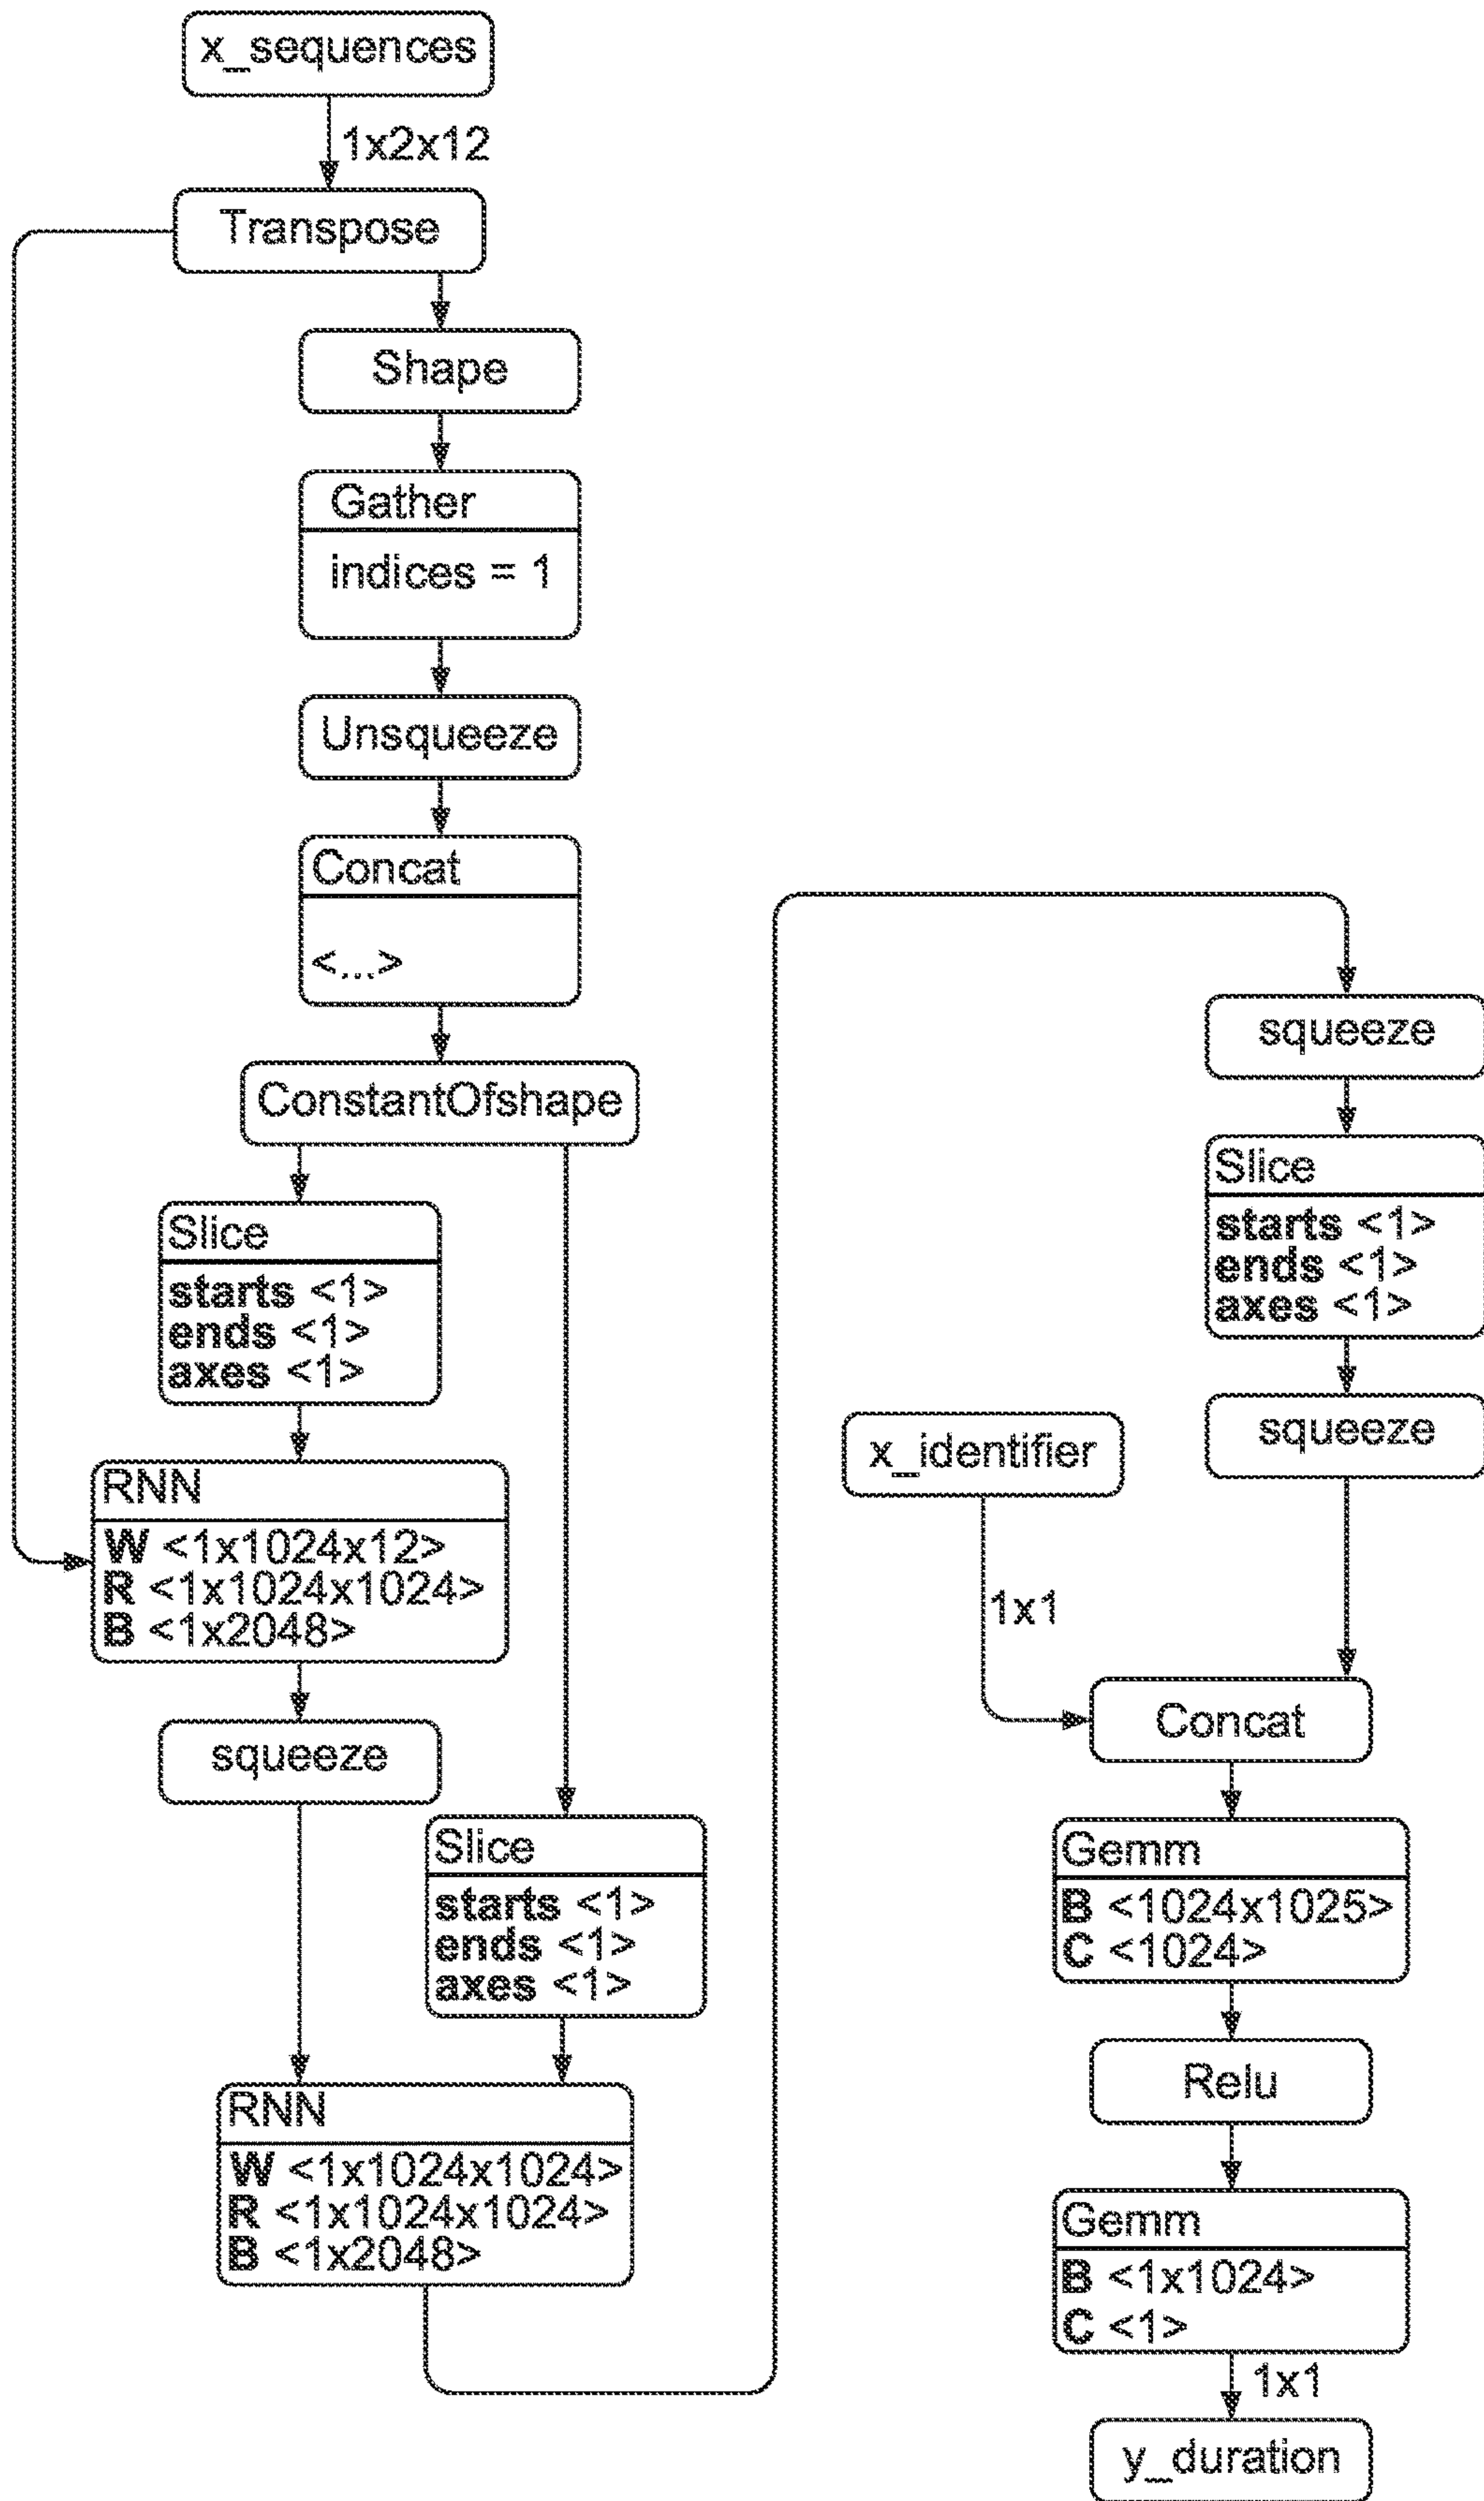 x_sequences
1x2x12
Transpose
Shape
Gather
indices = 1
Unsqueeze
Concat
<...>
ConstantOfshape
Slice
starts <1>
ends <1>
axes <1>
RNN
W <1x1024x12>
R <1x1024x1024>
B <1x2048>
squeeze
Slice
starts <1>
ends <1>
axes <1>
RNN
W <1x1024x1024>
R <1x1024x1024>
B <1x2048>
squeeze
Slice
starts <1>
ends <1>
axes <1>
squeeze
x_identifier
1x1
Concat
Gemm
B <1024x1025>
C <1024>
Relu
Gemm
B <1x1024>
C <1>
1x1
y_duration